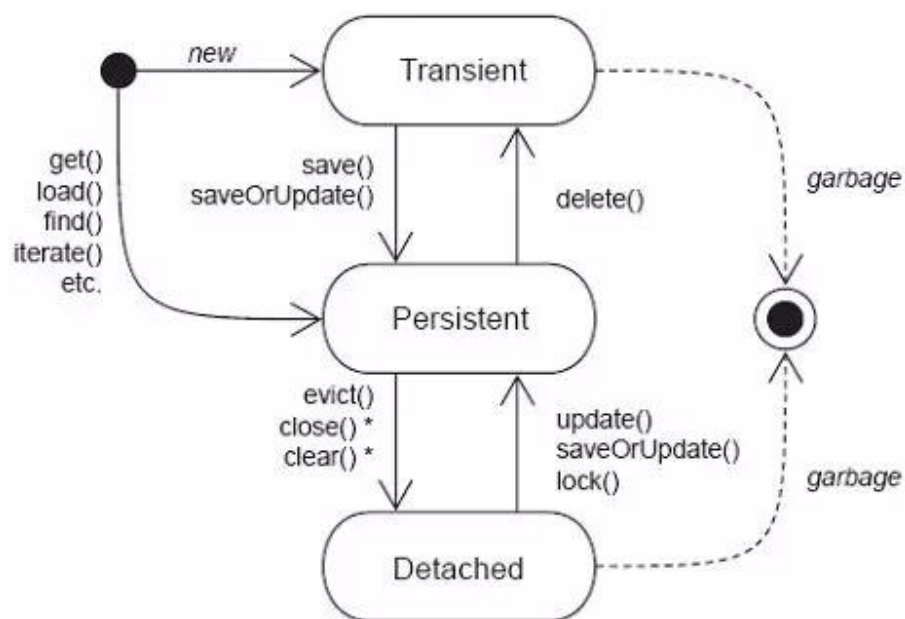 new
Transient
get()
load()
find()
iterate()
etc.
save()
saveOrUpdate()
delete()
garbage
Persistent
evict()
close() *
clear() *
update()
saveOrUpdate()
lock()
garbage
Detached